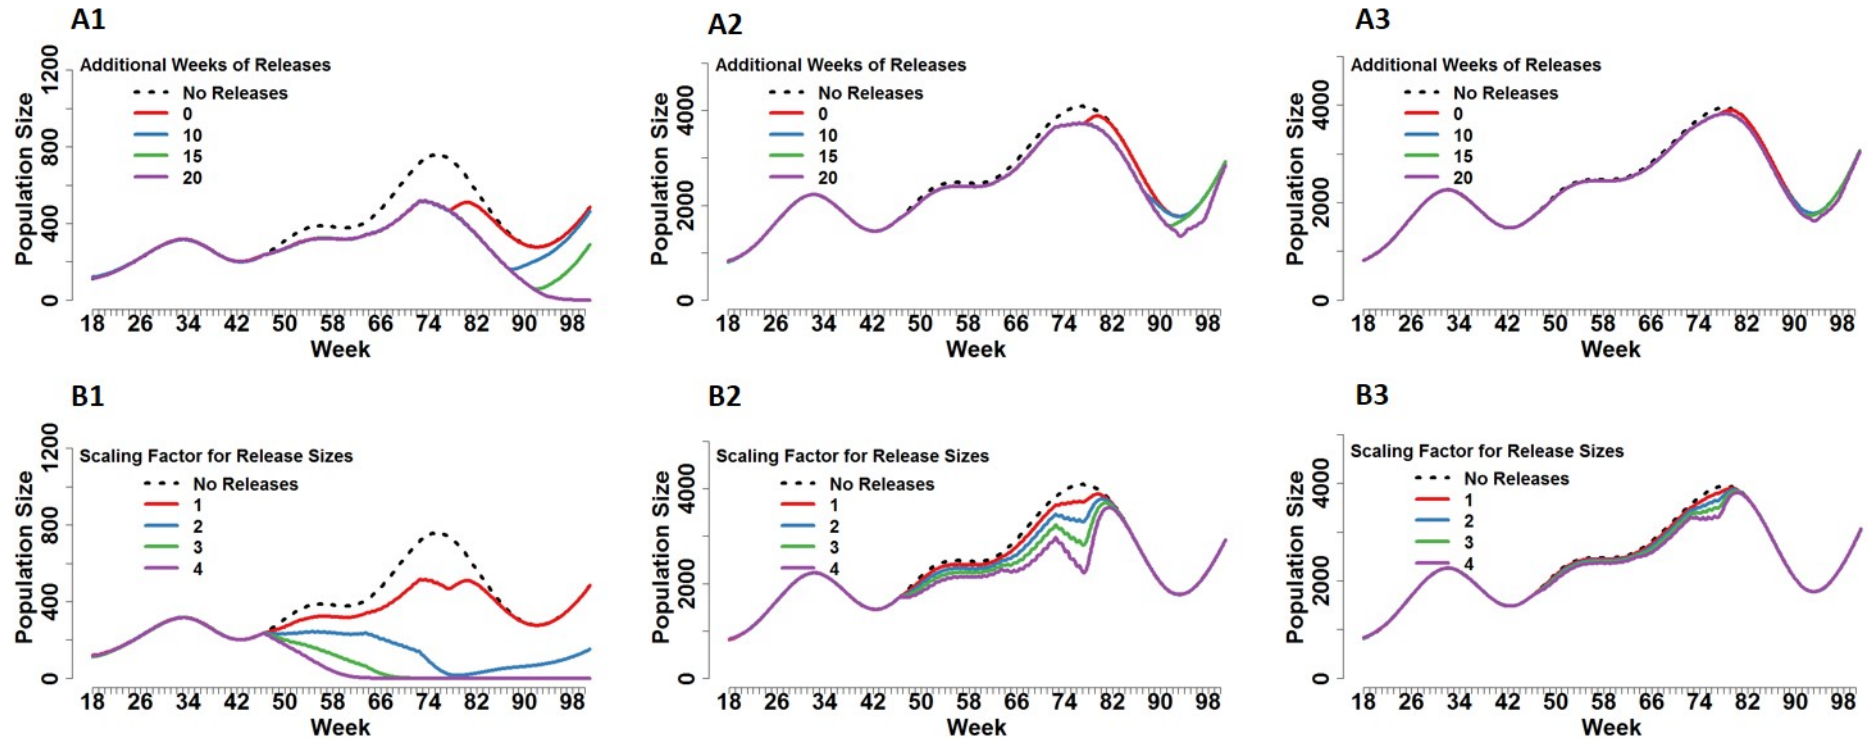 A1
Additional Weeks of Releases
No Releases
0
10
15
20
Population Size
0 400 800 1200
18 26 34 42 50 58 66 74 82 90 98
Week
A2
Additional Weeks of Releases
No Releases
0
10
15
20
Population Size
0 2000 4000
18 26 34 42 50 58 66 74 82 90 98
Week
A3
Additional Weeks of Releases
No Releases
0
10
15
20
Population Size
0 2000 4000
18 26 34 42 50 58 66 74 82 90 98
Week
B1
Scaling Factor for Release Sizes
No Releases
1
2
3
4
Population Size
0 400 800 1200
18 26 34 42 50 58 66 74 82 90 98
Week
B2
Scaling Factor for Release Sizes
No Releases
1
2
3
4
Population Size
0 2000 4000
18 26 34 42 50 58 66 74 82 90 98
Week
B3
Scaling Factor for Release Sizes
No Releases
1
2
3
4
Population Size
0 2000 4000
18 26 34 42 50 58 66 74 82 90 98
Week